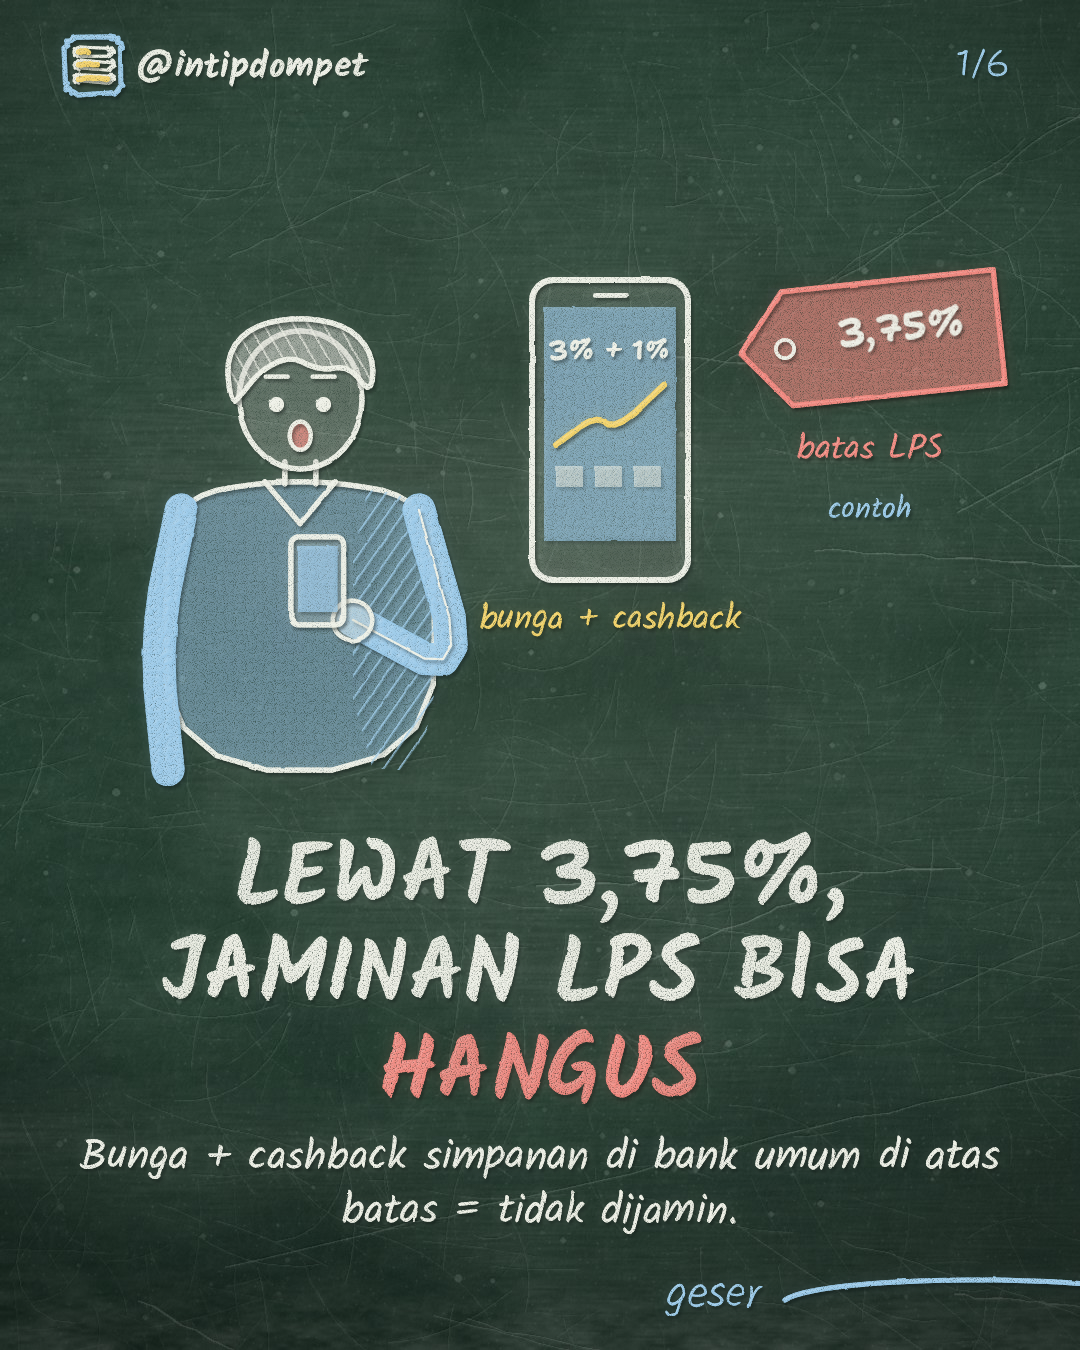 @intipdompet
1/6
3% + 1%
3,75%
batas LPS
contoh
bunga + cashback
LEWAT 3,75%,
JAMINAN LPS BISA
HANGUS
Bunga + cashback simpanan di bank umum di atas
batas = tidak dijamin.
geser